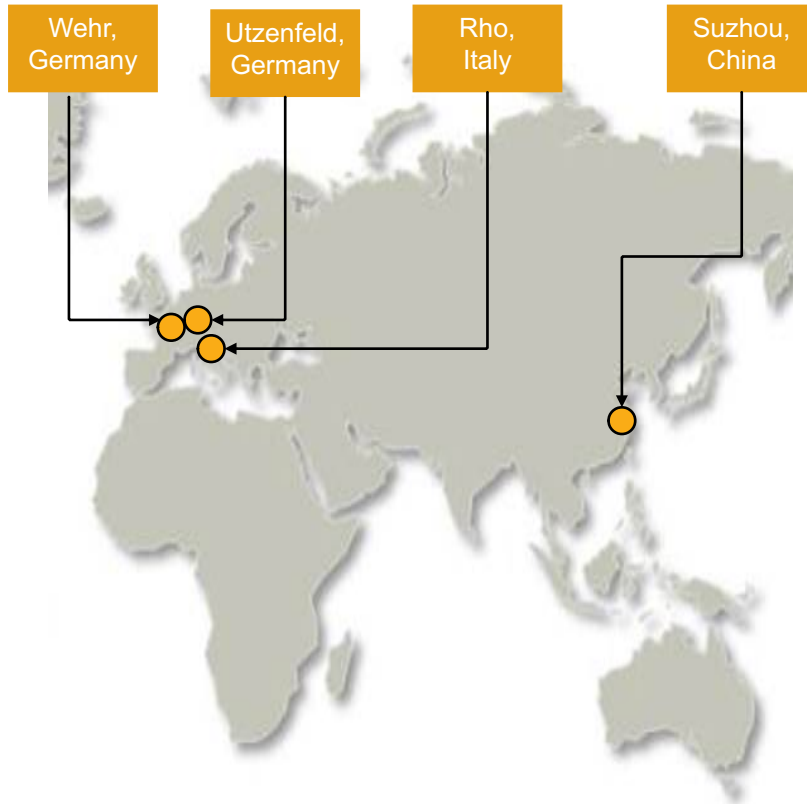 Wehr,
Germany
Utzenfeld,
Germany
Rho,
Italy
Suzhou,
China